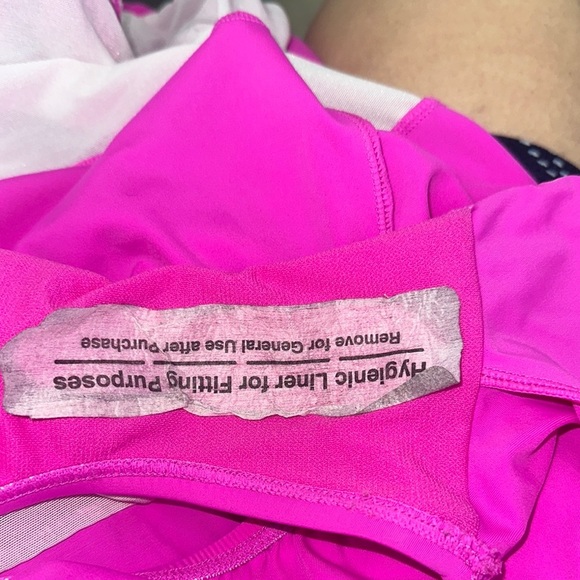 Hygienic Liner for Fitting Purposes
Remove for General Use after Purchase